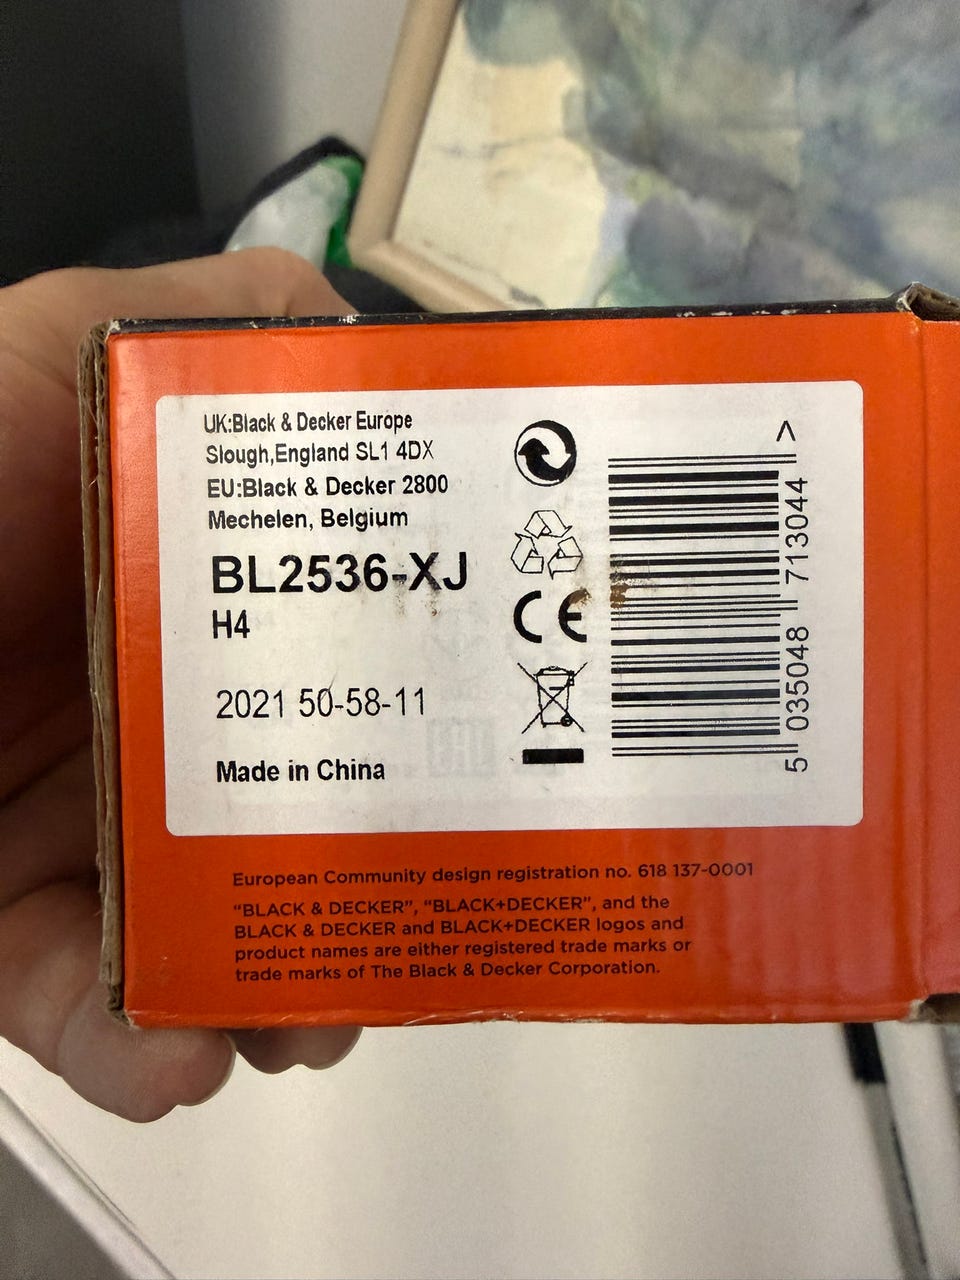 UK:Black & Decker Europe
Slough,England SL1 4DX
EU:Black & Decker 2800
Mechelen, Belgium
BL2536-XJ
H4
2021 50-58-11
Made in China
CE
5 035048 713044 >
European Community design registration no. 618 137-0001
“BLACK & DECKER”, “BLACK+DECKER”, and the
BLACK & DECKER and BLACK+DECKER logos and
product names are either registered trade marks or
trade marks of The Black & Decker Corporation.